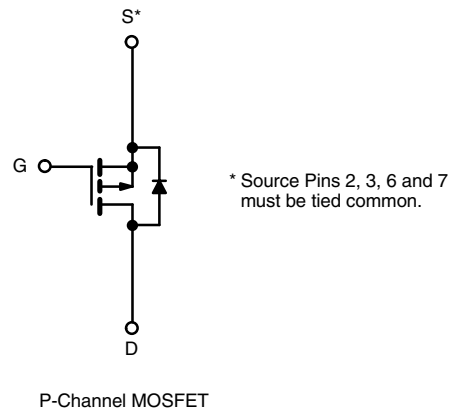 S*
G
* Source Pins 2, 3, 6 and 7
must be tied common.
D
P-Channel MOSFET